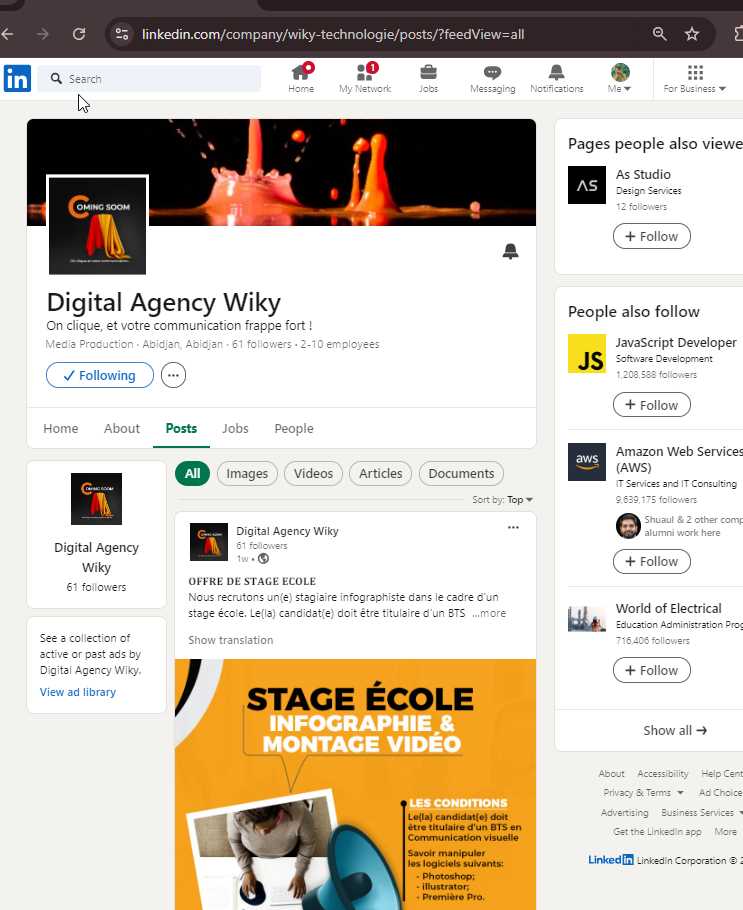 linkedin.com/company/wiky-technologie/posts/?feedView=all
in
Search
Home
1
My Network
Jobs
Messaging
Notifications
Me
For Business
COMING SOOM
Digital Agency Wiky
On clique, et votre communication frappe fort !
Media Production · Abidjan, Abidjan · 61 followers · 2-10 employees
Following
Home
About
Posts
Jobs
People
COMING SOOM
Digital Agency
Wiky
61 followers
See a collection of
active or past ads by
Digital Agency Wiky.
View ad library
All
Images
Videos
Articles
Documents
Sort by: Top
Digital Agency Wiky
61 followers
1w •
OFFRE DE STAGE ECOLE
Nous recrutons un(e) stagiaire infographiste dans le cadre d'un
stage école. Le(la) candidat(e) doit être titulaire d'un BTS ...more
Show translation
STAGE ÉCOLE
INFOGRAPHIE &
MONTAGE VIDÉO
LES CONDITIONS
Le(la) candidat(e) doit
être titulaire d'un BTS en
Communication visuelle
Savoir manipuler
les logiciels suivants:
- Photoshop;
- illustrator;
- Première Pro.
Pages people also viewe
AS
As Studio
Design Services
12 followers
+ Follow
People also follow
JS
JavaScript Developer
Software Development
1,208,588 followers
+ Follow
aws
Amazon Web Services
(AWS)
IT Services and IT Consulting
9,639,175 followers
Shuaul & 2 other comp
alumni work here
+ Follow
World of Electrical
Education Administration Prog
716,406 followers
+ Follow
Show all →
About Accessibility Help Cent
Privacy & Terms Ad Choice
Advertising Business Services
Get the LinkedIn app More
LinkedIn LinkedIn Corporation © 2